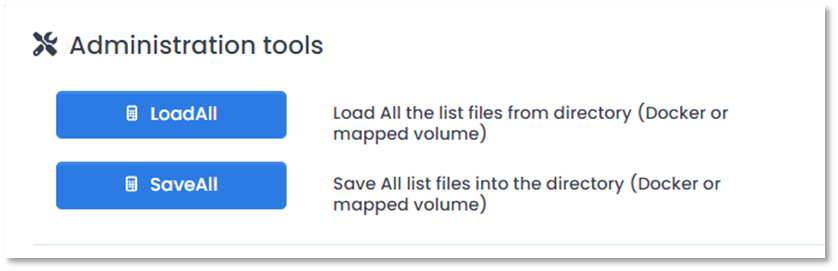 Administration tools
LoadAll
Load All the list files from directory (Docker or
mapped volume)
SaveAll
Save All list files into the directory (Docker or
mapped volume)